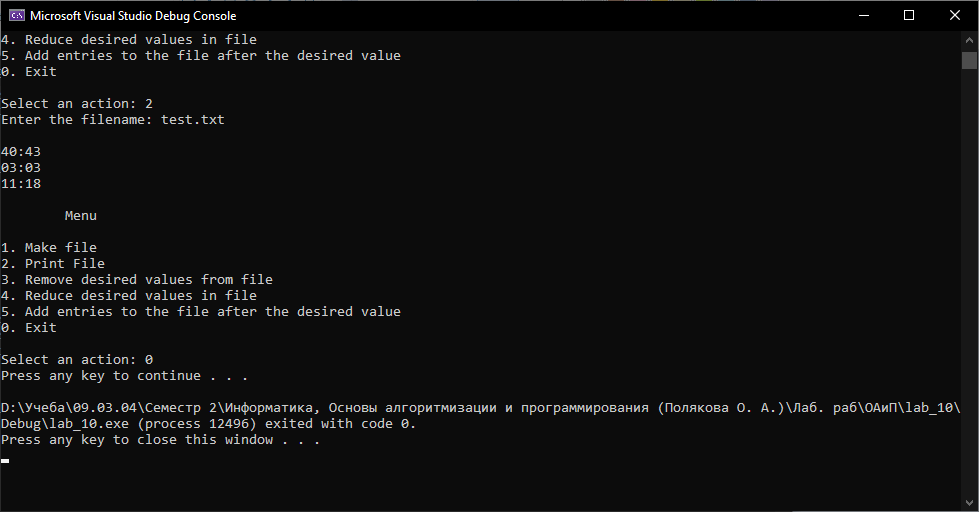 Microsoft Visual Studio Debug Console
4. Reduce desired values in file
5. Add entries to the file after the desired value
0. Exit
Select an action: 2
Enter the filename: test.txt
40:43
03:03
11:18
Menu
1. Make file
2. Print File
3. Remove desired values from file
4. Reduce desired values in file
5. Add entries to the file after the desired value
0. Exit
Select an action: 0
Press any key to continue . . .
D:\Учеба\09.03.04\Семестр 2\Информатика, Основы алгоритмизации и программирования (Полякова О. А.)\Лаб. раб\ОАиП\lab_10\
Debug\lab_10.exe (process 12496) exited with code 0.
Press any key to close this window . . .